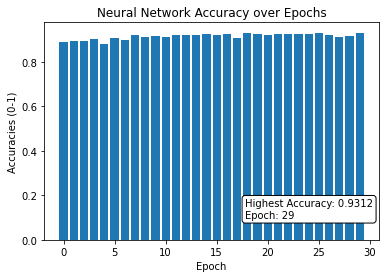 Neural Network Accuracy over Epochs
Accuracies (0-1)
0.8
0.6
0.4
0.2
0.0
Highest Accuracy: 0.9312
Epoch: 29
0 5 10 15 20 25 30
Epoch